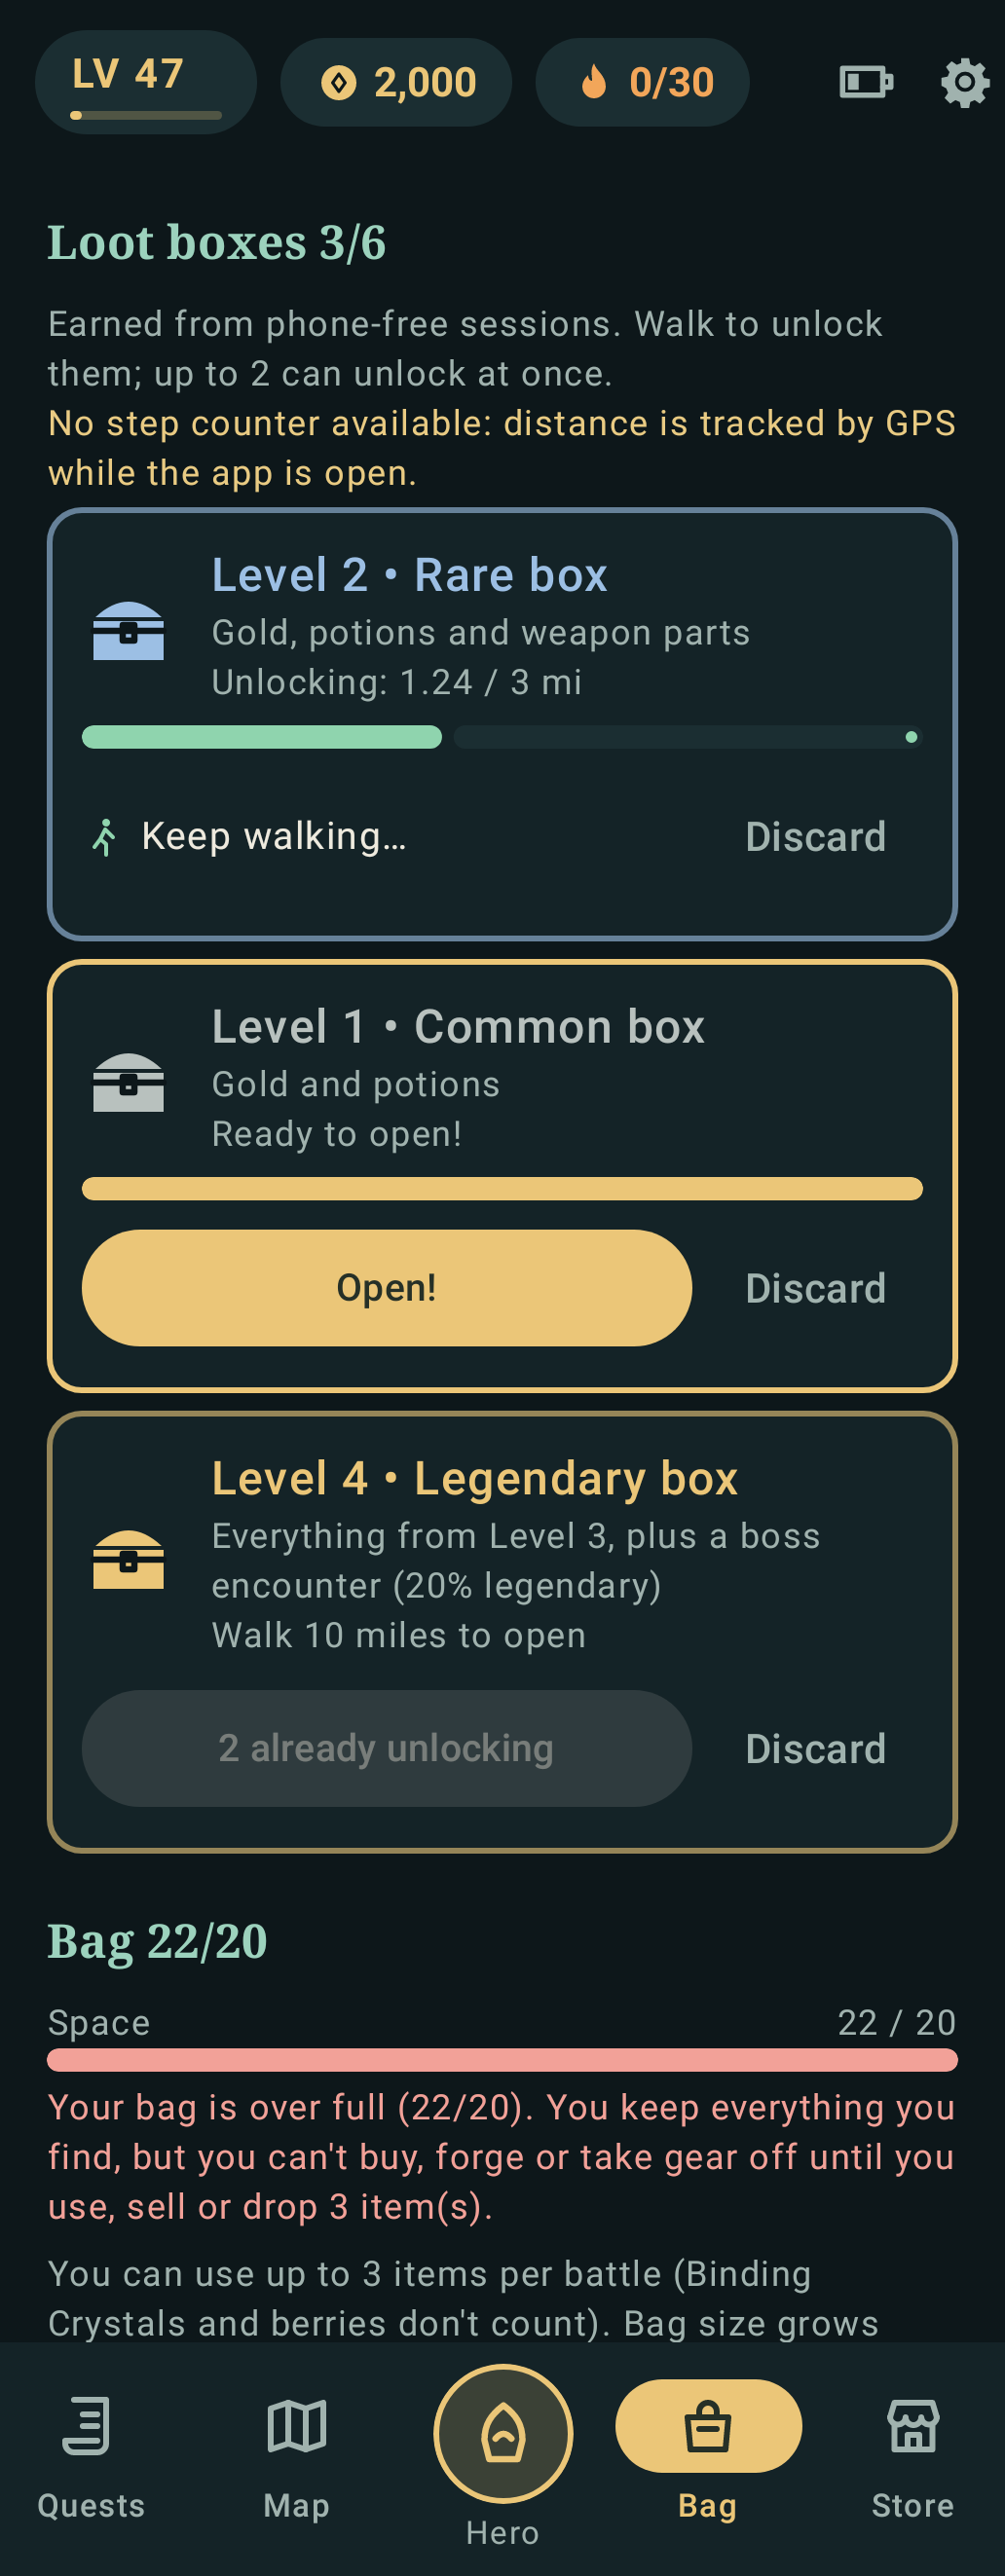 LV 47
2,000
0/30
Loot boxes 3/6
Earned from phone-free sessions. Walk to unlock
them; up to 2 can unlock at once.
No step counter available: distance is tracked by GPS
while the app is open.
Level 2 • Rare box
Gold, potions and weapon parts
Unlocking: 1.24 / 3 mi
Keep walking…
Discard
Level 1 • Common box
Gold and potions
Ready to open!
Open!
Discard
Level 4 • Legendary box
Everything from Level 3, plus a boss
encounter (20% legendary)
Walk 10 miles to open
2 already unlocking
Discard
Bag 22/20
Space
22 / 20
Your bag is over full (22/20). You keep everything you
find, but you can't buy, forge or take gear off until you
use, sell or drop 3 item(s).
You can use up to 3 items per battle (Binding
Crystals and berries don't count). Bag size grows
Quests
Map
Hero
Bag
Store